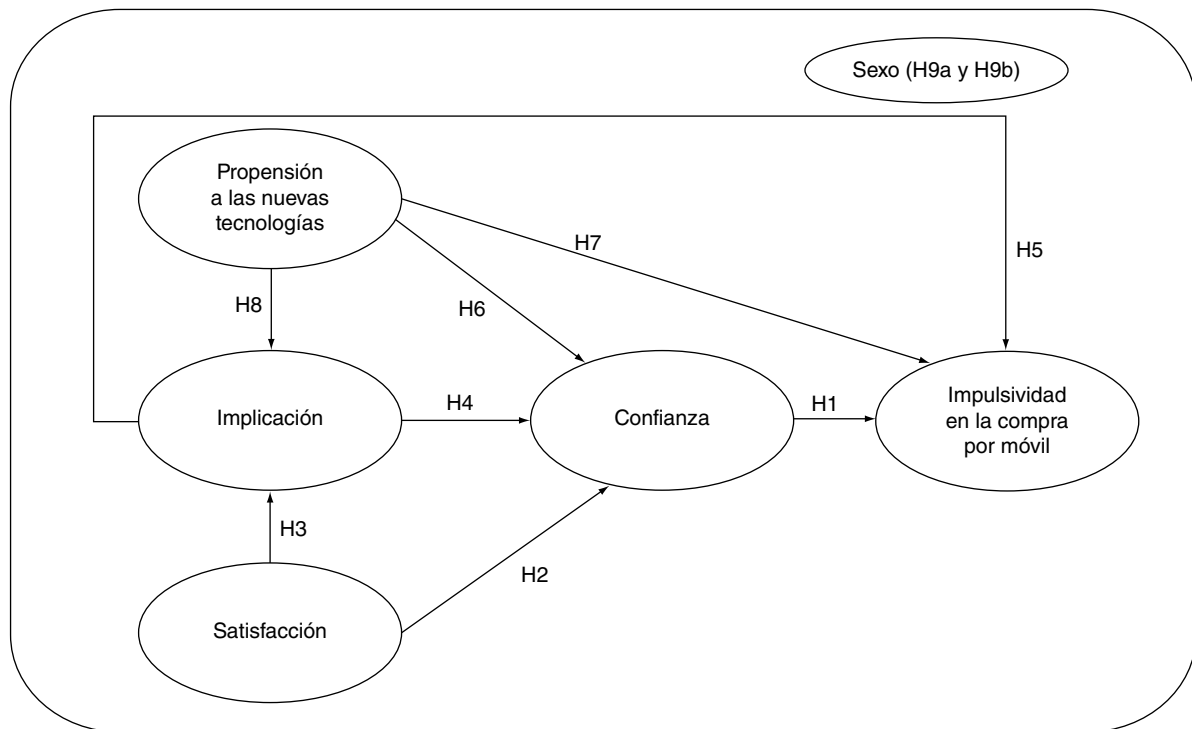 Sexo (H9a y H9b)
Propensión
a las nuevas
tecnologías
H7
H5
H8
H6
Implicación
H4
Confianza
H1
Impulsividad
en la compra
por móvil
H3
H2
Satisfacción